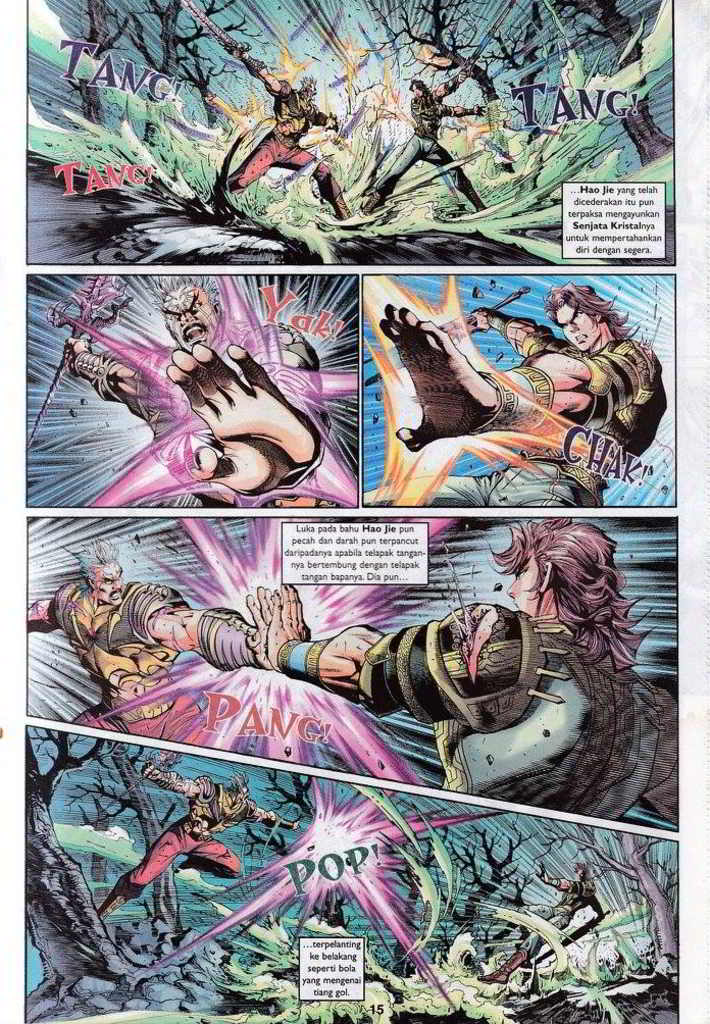 TANG!
TANG!
TANG!
...Hao Jie yang telah
dicederakan itu pun
terpaksa mengayunkan
Senjata Kristalnya
untuk mempertahankan
diri dengan segera.
YAK!
CHAK!
Luka pada bahu Hao Jie pun
pecah dan darah pun terpancut
daripadanya apabila telapak tangan-
nya bertembung dengan telapak
tangan bapanya. Dia pun...
PANG!
POP!
...terpelanting
ke belakang
seperti bola
yang mengenai
tiang gol.
15